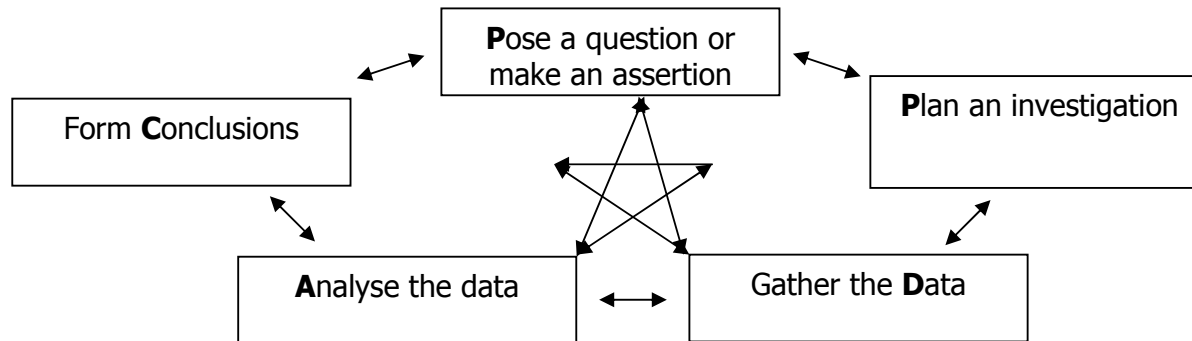 Pose a question or
make an assertion
Plan an investigation
Form Conclusions
Analyse the data
Gather the Data